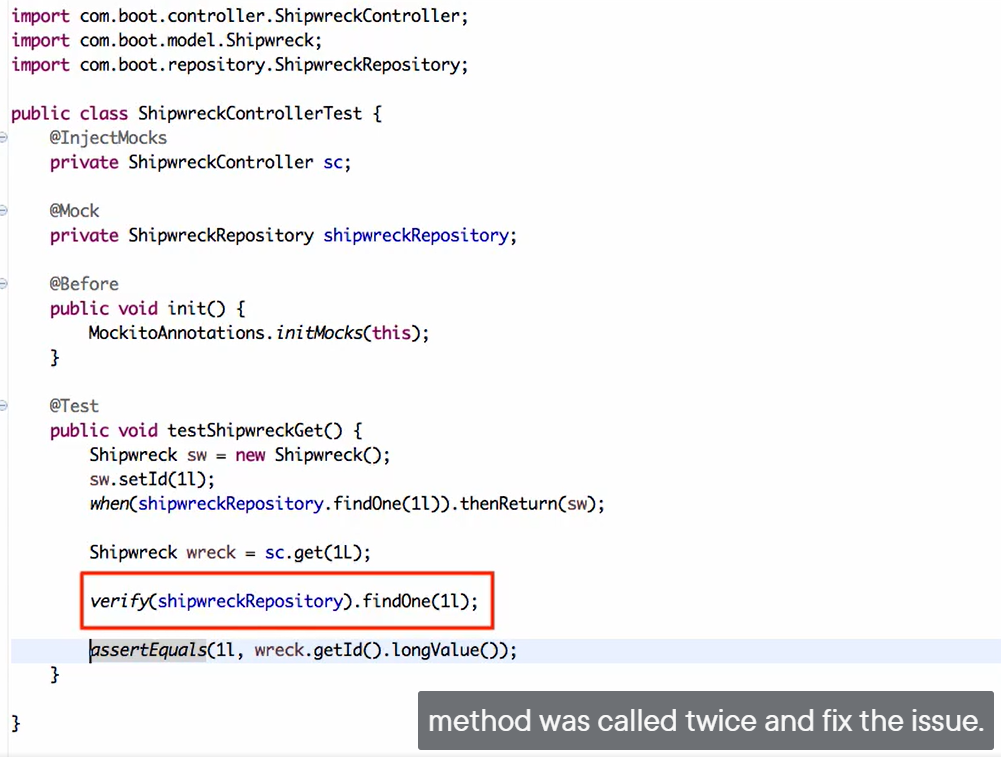 import com.boot.controller.ShipwreckController;
import com.boot.model.Shipwreck;
import com.boot.repository.ShipwreckRepository;
public class ShipwreckControllerTest {
@InjectMocks
private ShipwreckController sc;
@Mock
private ShipwreckRepository shipwreckRepository;
@Before
public void init() {
MockitoAnnotations.initMocks(this);
}
@Test
public void testShipwreckGet() {
Shipwreck sw = new Shipwreck();
sw.setId(1l);
when(shipwreckRepository.findOne(1l)).thenReturn(sw);
Shipwreck wreck = sc.get(1L);
verify(shipwreckRepository).findOne(1l);
assertEquals(1l, wreck.getId().longValue());
}
}
method was called twice and fix the issue.